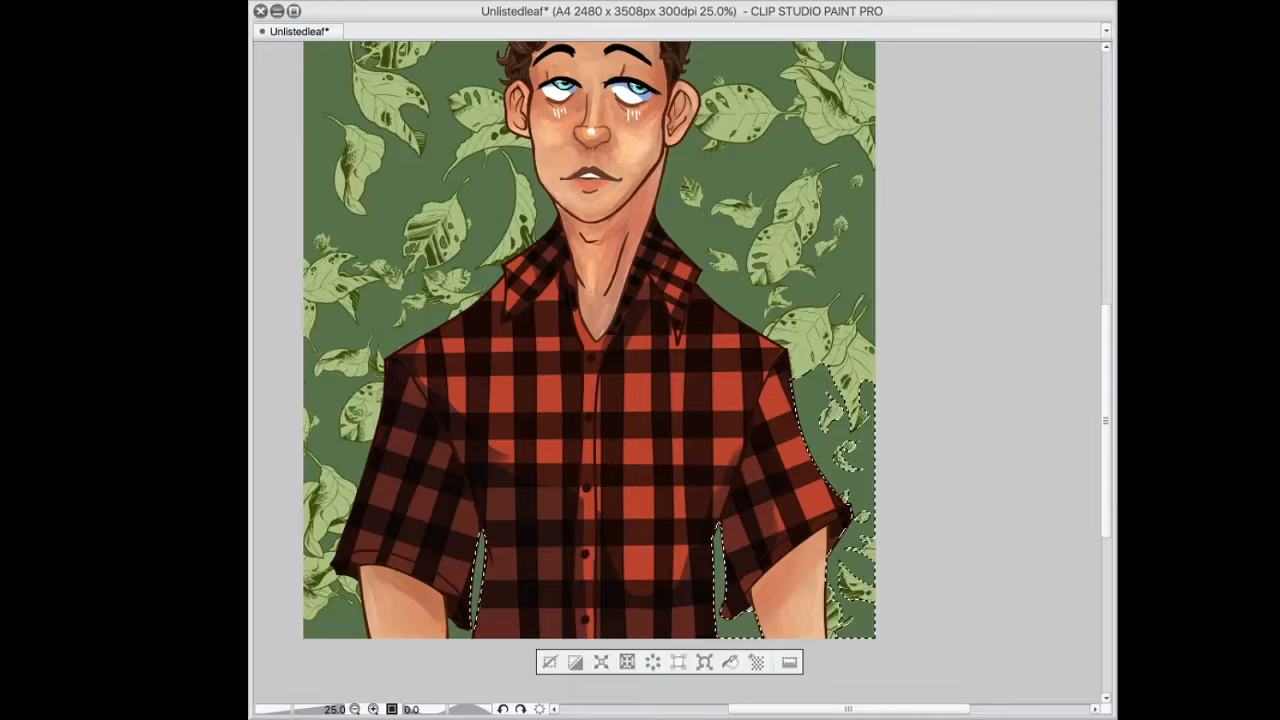 Unlistedleaf* (A4 2480 x 3508px 300dpi 25.0%) - CLIP STUDIO PAINT PRO
Unlistedleaf*
25.0
0.0